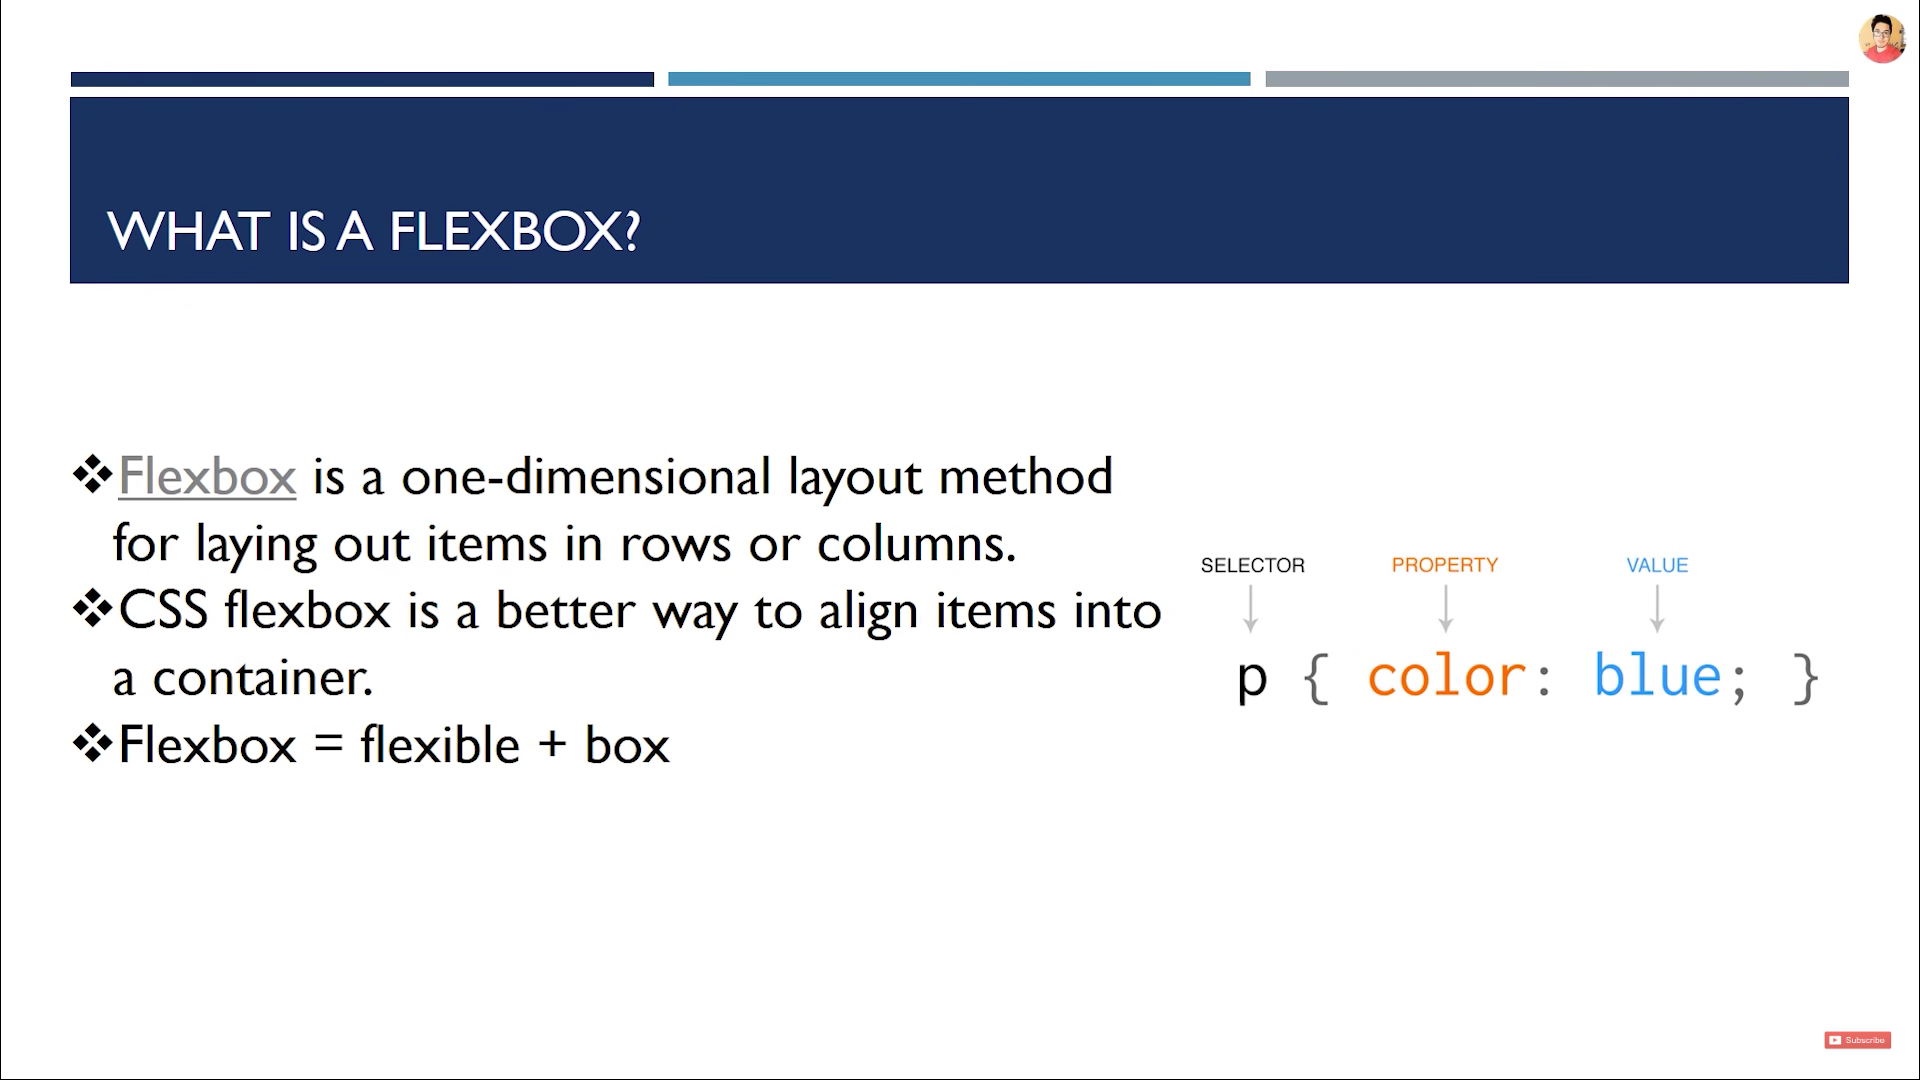 WHAT IS A FLEXBOX?
❖Flexbox is a one-dimensional layout method
for laying out items in rows or columns.
❖CSS flexbox is a better way to align items into
a container.
❖Flexbox = flexible + box
SELECTOR PROPERTY VALUE
p { color: blue; }
Subscribe